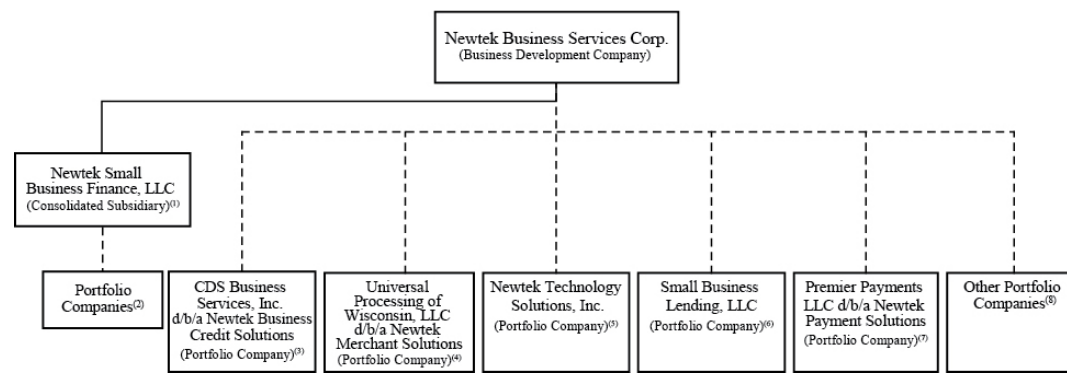 Newtek Business Services Corp.
(Business Development Company)
Newtek Small
Business Finance, LLC
(Consolidated Subsidiary)(1)
Portfolio
Companies(2)
CDS Business
Services, Inc.
d/b/a Newtek Business
Credit Solutions
(Portfolio Company)(3)
Universal
Processing of
Wisconsin, LLC
d/b/a Newtek
Merchant Solutions
(Portfolio Company)(4)
Newtek Technology
Solutions, Inc.
(Portfolio Company)(5)
Small Business
Lending, LLC
(Portfolio Company)(6)
Premier Payments
LLC d/b/a Newtek
Payment Solutions
(Portfolio Company)(7)
Other Portfolio
Companies(8)